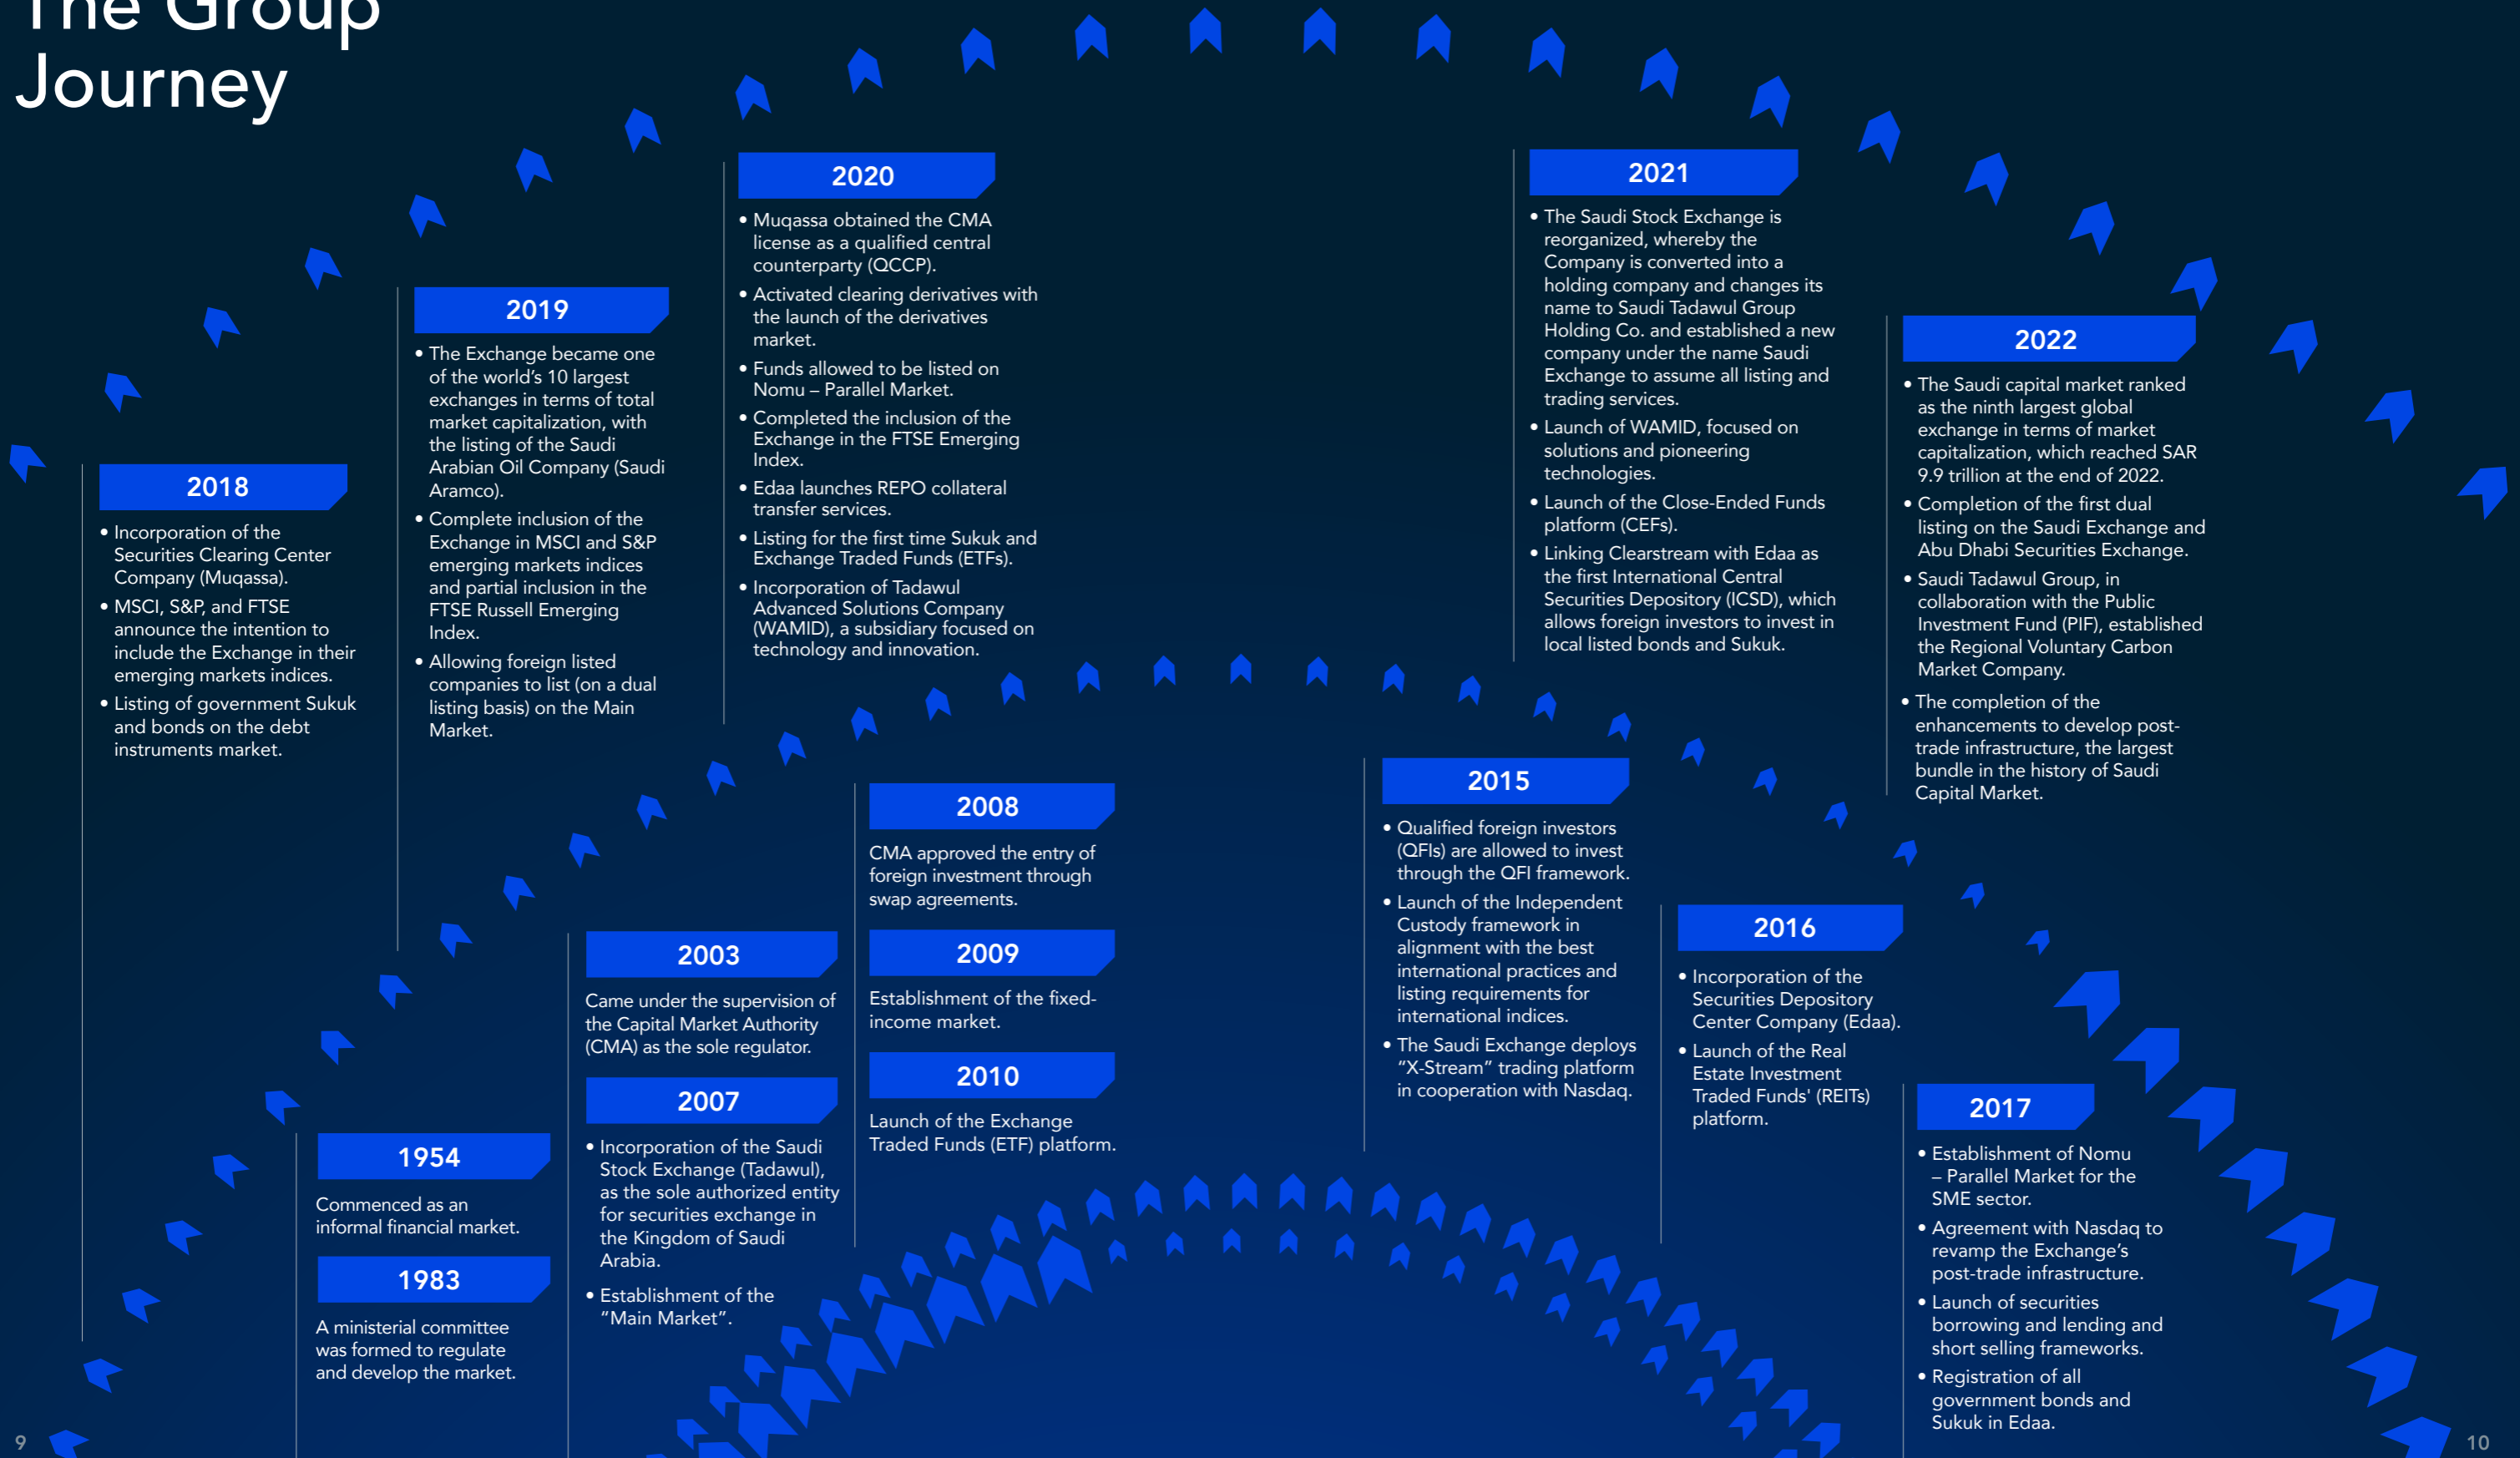 The Group
Journey
2018
• Incorporation of the
Securities Clearing Center
Company (Muqassa).
• MSCI, S&P, and FTSE
announce the intention to
include the Exchange in their
emerging markets indices.
• Listing of government Sukuk
and bonds on the debt
instruments market.
2019
• The Exchange became one
of the world’s 10 largest
exchanges in terms of total
market capitalization, with
the listing of the Saudi
Arabian Oil Company (Saudi
Aramco).
• Complete inclusion of the
Exchange in MSCI and S&P
emerging markets indices
and partial inclusion in the
FTSE Russell Emerging
Index.
• Allowing foreign listed
companies to list (on a dual
listing basis) on the Main
Market.
2020
• Muqassa obtained the CMA
license as a qualified central
counterparty (QCCP).
• Activated clearing derivatives with
the launch of the derivatives
market.
• Funds allowed to be listed on
Nomu – Parallel Market.
• Completed the inclusion of the
Exchange in the FTSE Emerging
Index.
• Edaa launches REPO collateral
transfer services.
• Listing for the first time Sukuk and
Exchange Traded Funds (ETFs).
• Incorporation of Tadawul
Advanced Solutions Company
(WAMID), a subsidiary focused on
technology and innovation.
2021
• The Saudi Stock Exchange is
reorganized, whereby the
Company is converted into a
holding company and changes its
name to Saudi Tadawul Group
Holding Co. and established a new
company under the name Saudi
Exchange to assume all listing and
trading services.
• Launch of WAMID, focused on
solutions and pioneering
technologies.
• Launch of the Close-Ended Funds
platform (CEFs).
• Linking Clearstream with Edaa as
the first International Central
Securities Depository (ICSD), which
allows foreign investors to invest in
local listed bonds and Sukuk.
2022
• The Saudi capital market ranked
as the ninth largest global
exchange in terms of market
capitalization, which reached SAR
9.9 trillion at the end of 2022.
• Completion of the first dual
listing on the Saudi Exchange and
Abu Dhabi Securities Exchange.
• Saudi Tadawul Group, in
collaboration with the Public
Investment Fund (PIF), established
the Regional Voluntary Carbon
Market Company.
• The completion of the
enhancements to develop post-
trade infrastructure, the largest
bundle in the history of Saudi
Capital Market.
1954
Commenced as an
informal financial market.
1983
A ministerial committee
was formed to regulate
and develop the market.
2003
Came under the supervision of
the Capital Market Authority
(CMA) as the sole regulator.
2007
• Incorporation of the Saudi
Stock Exchange (Tadawul),
as the sole authorized entity
for securities exchange in
the Kingdom of Saudi
Arabia.
• Establishment of the
“Main Market”.
2008
CMA approved the entry of
foreign investment through
swap agreements.
2009
Establishment of the fixed-
income market.
2010
Launch of the Exchange
Traded Funds (ETF) platform.
2015
• Qualified foreign investors
(QFIs) are allowed to invest
through the QFI framework.
• Launch of the Independent
Custody framework in
alignment with the best
international practices and
listing requirements for
international indices.
• The Saudi Exchange deploys
“X-Stream” trading platform
in cooperation with Nasdaq.
2016
• Incorporation of the
Securities Depository
Center Company (Edaa).
• Launch of the Real
Estate Investment
Traded Funds' (REITs)
platform.
2017
• Establishment of Nomu
– Parallel Market for the
SME sector.
• Agreement with Nasdaq to
revamp the Exchange’s
post-trade infrastructure.
• Launch of securities
borrowing and lending and
short selling frameworks.
• Registration of all
government bonds and
Sukuk in Edaa.
9
10